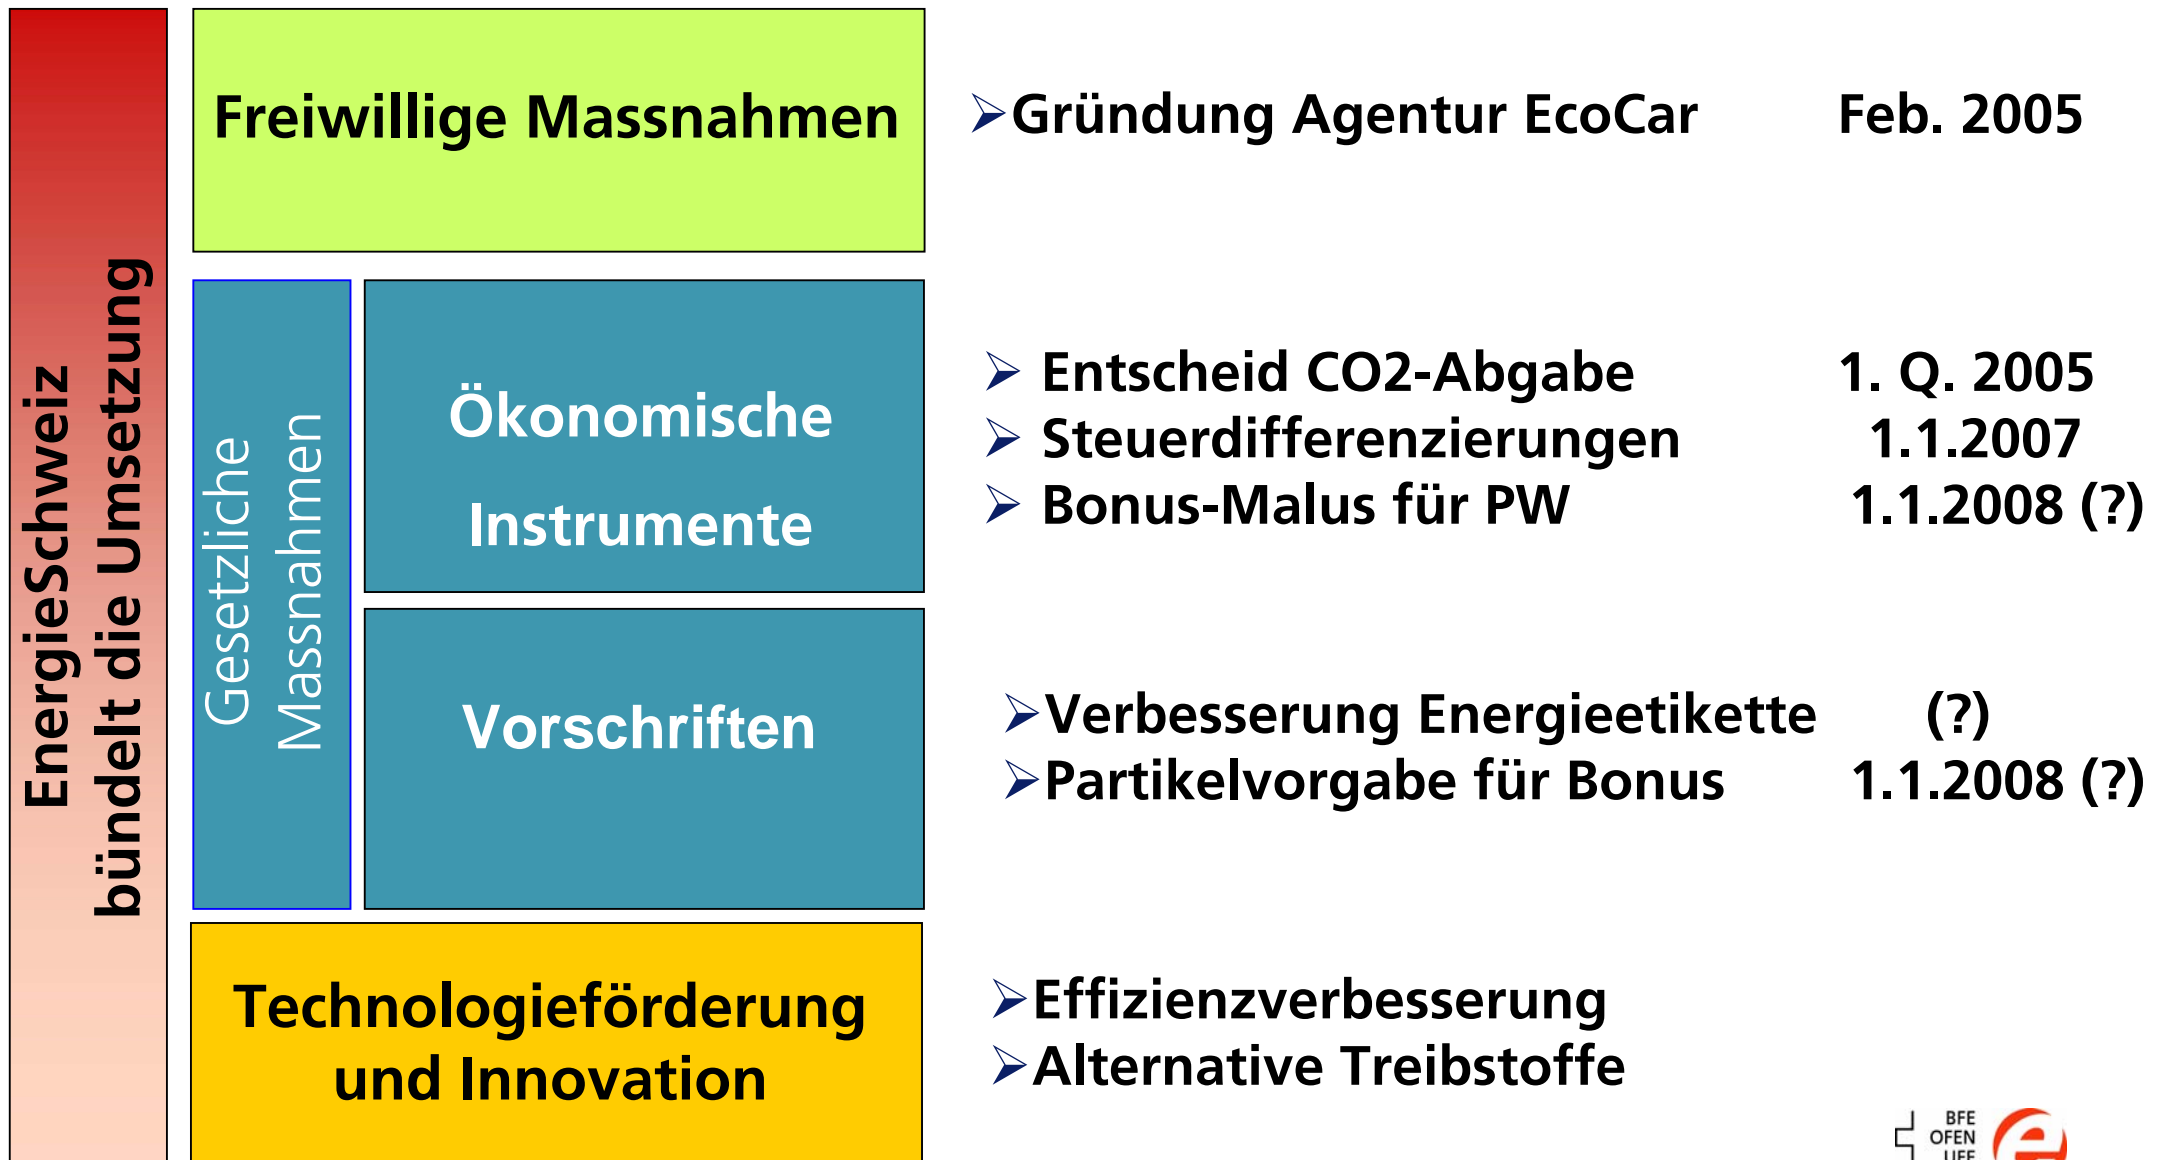 EnergieSchweiz
bündelt die Umsetzung
Freiwillige Massnahmen
➢Gründung Agentur EcoCar Feb. 2005
Gesetzliche
Massnahmen
Ökonomische
Instrumente
➢ Entscheid CO2-Abgabe 1. Q. 2005
➢ Steuerdifferenzierungen 1.1.2007
➢ Bonus-Malus für PW 1.1.2008 (?)
Vorschriften
➢Verbesserung Energieetikette (?)
➢Partikelvorgabe für Bonus 1.1.2008 (?)
Technologieförderung
und Innovation
➢Effizienzverbesserung
➢Alternative Treibstoffe
BFE
OFEN